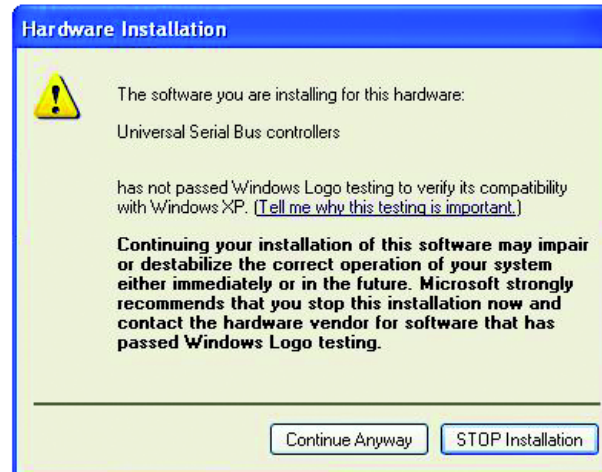 Hardware Installation
The software you are installing for this hardware:
Universal Serial Bus controllers
has not passed Windows Logo testing to verify its compatibility
with Windows XP. (Tell me why this testing is important.)
Continuing your installation of this software may impair
or destabilize the correct operation of your system
either immediately or in the future. Microsoft strongly
recommends that you stop this installation now and
contact the hardware vendor for software that has
passed Windows Logo testing.
Continue Anyway
STOP Installation